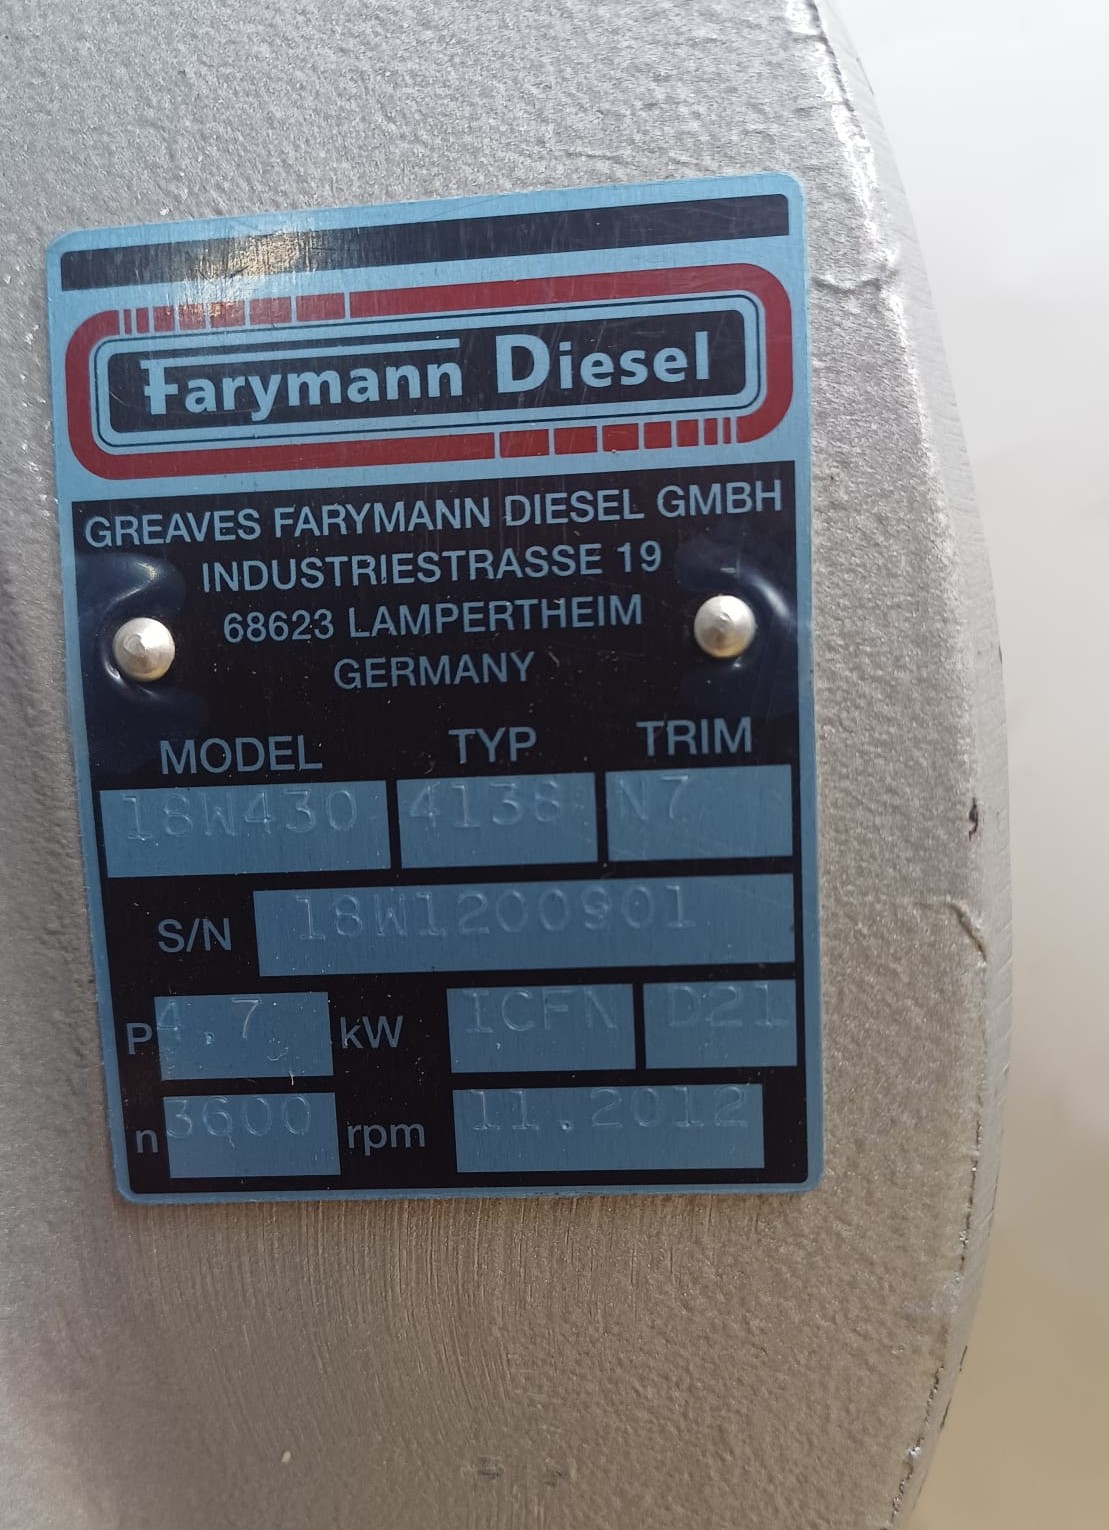 Farymann Diesel
GREAVES FARYMANN DIESEL GMBH
INDUSTRIESTRASSE 19
68623 LAMPERTHEIM
GERMANY
MODEL TYP TRIM
18W430 4138 N7
S/N 18W1200901
P 4.7 kW ICFN D21
n 3600 rpm 11.2012